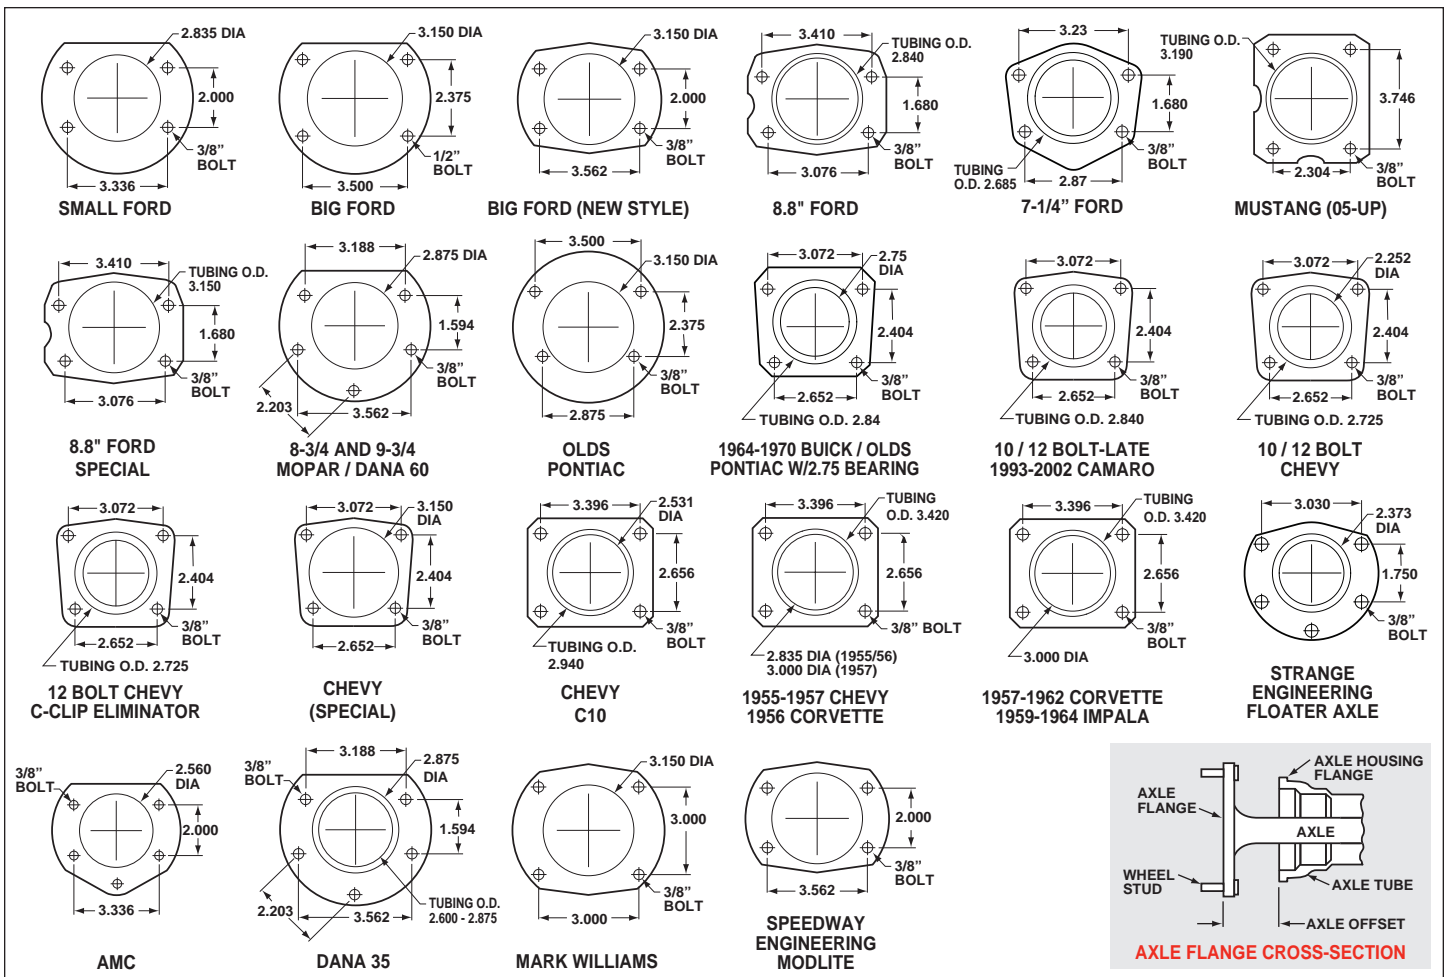 2.835 DIA
2.000
3/8”
BOLT
3.336
SMALL FORD
3.150 DIA
2.375
1/2”
BOLT
3.500
BIG FORD
3.150 DIA
2.000
3/8”
BOLT
3.562
BIG FORD (NEW STYLE)
3.410
TUBING O.D.
2.840
1.680
3/8”
BOLT
3.076
8.8" FORD
3.23
1.680
3/8”
BOLT
TUBING
O.D. 2.685
2.87
7-1/4” FORD
TUBING O.D.
3.190
3.746
3/8”
BOLT
2.304
MUSTANG (05-UP)
3.410
TUBING O.D.
3.150
1.680
3/8”
BOLT
3.076
8.8" FORD
SPECIAL
3.188
2.875 DIA
1.594
3/8”
BOLT
2.203
3.562
8-3/4 AND 9-3/4
MOPAR / DANA 60
3.500
3.150 DIA
2.375
3/8”
BOLT
2.875
OLDS
PONTIAC
3.072
2.75
DIA
2.404
3/8”
BOLT
2.652
TUBING O.D. 2.84
1964-1970 BUICK / OLDS
PONTIAC W/2.75 BEARING
3.072
2.404
3/8”
BOLT
2.652
TUBING O.D. 2.840
10 / 12 BOLT-LATE
1993-2002 CAMARO
3.072
2.252
DIA
2.404
3/8”
BOLT
2.652
TUBING O.D. 2.725
10 / 12 BOLT
CHEVY
3.072
2.404
3/8”
BOLT
2.652
TUBING O.D. 2.725
12 BOLT CHEVY
C-CLIP ELIMINATOR
3.072
3.150
DIA
2.404
3/8”
BOLT
2.652
CHEVY
(SPECIAL)
3.396
2.531
DIA
2.656
3/8”
BOLT
TUBING O.D.
2.940
CHEVY
C10
3.396
TUBING
O.D. 3.420
2.656
3/8” BOLT
2.835 DIA (1955/56)
3.000 DIA (1957)
1955-1957 CHEVY
1956 CORVETTE
3.396
TUBING
O.D. 3.420
2.656
3/8”
BOLT
3.000 DIA
1957-1962 CORVETTE
1959-1964 IMPALA
3.030
2.373
DIA
1.750
3/8”
BOLT
STRANGE
ENGINEERING
FLOATER AXLE
3/8”
BOLT
2.560
DIA
2.000
3.336
AMC
3/8”
BOLT
3.188
2.875
DIA
1.594
2.203
3.562
TUBING O.D.
2.600 - 2.875
DANA 35
3.150 DIA
3.000
3/8”
BOLT
3.000
MARK WILLIAMS
2.000
3/8”
BOLT
3.562
SPEEDWAY
ENGINEERING
MODLITE
AXLE HOUSING
FLANGE
AXLE
FLANGE
AXLE
WHEEL
STUD
AXLE TUBE
AXLE OFFSET
AXLE FLANGE CROSS-SECTION